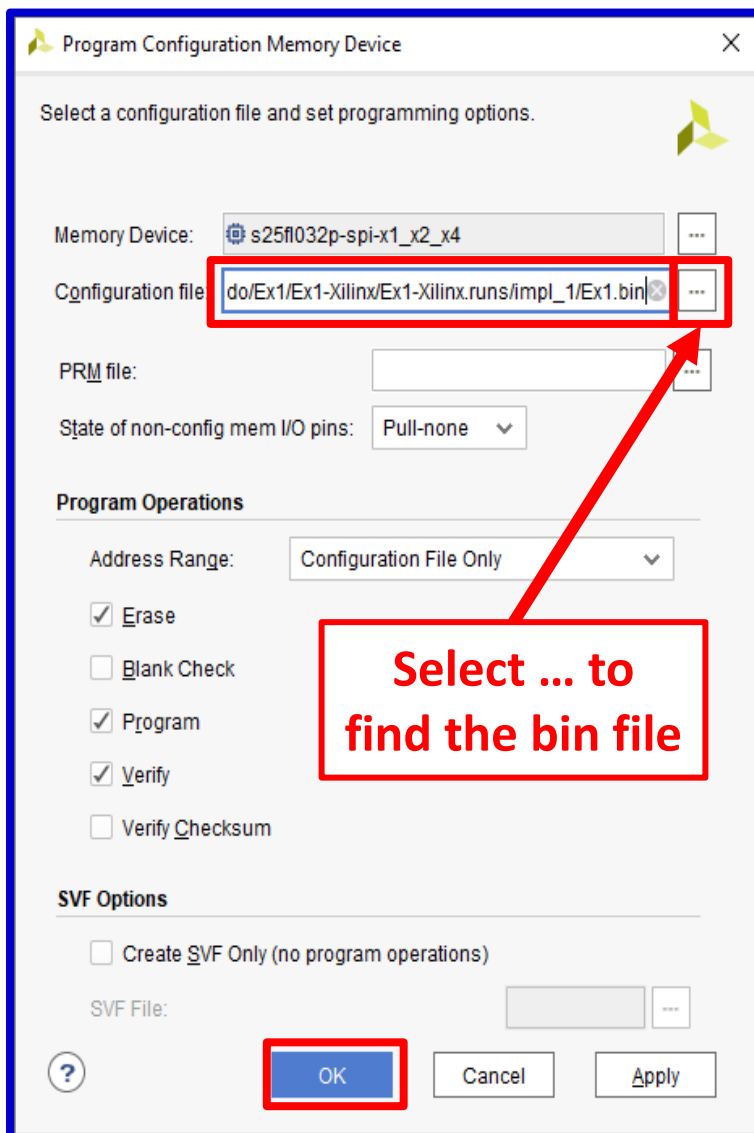 Program Configuration Memory Device
Select a configuration file and set programming options.
Memory Device: s25fl032p-spi-x1_x2_x4 ...
Configuration file: do/Ex1/Ex1-Xilinx/Ex1-Xilinx.runs/impl_1/Ex1.bin ...
PRM file: ...
State of non-config mem I/O pins: Pull-none
Program Operations
Address Range: Configuration File Only
Erase
Blank Check
Program
Verify
Verify Checksum
Select ... to
find the bin file
SVF Options
Create SVF Only (no program operations)
SVF File: ...
? OK Cancel Apply